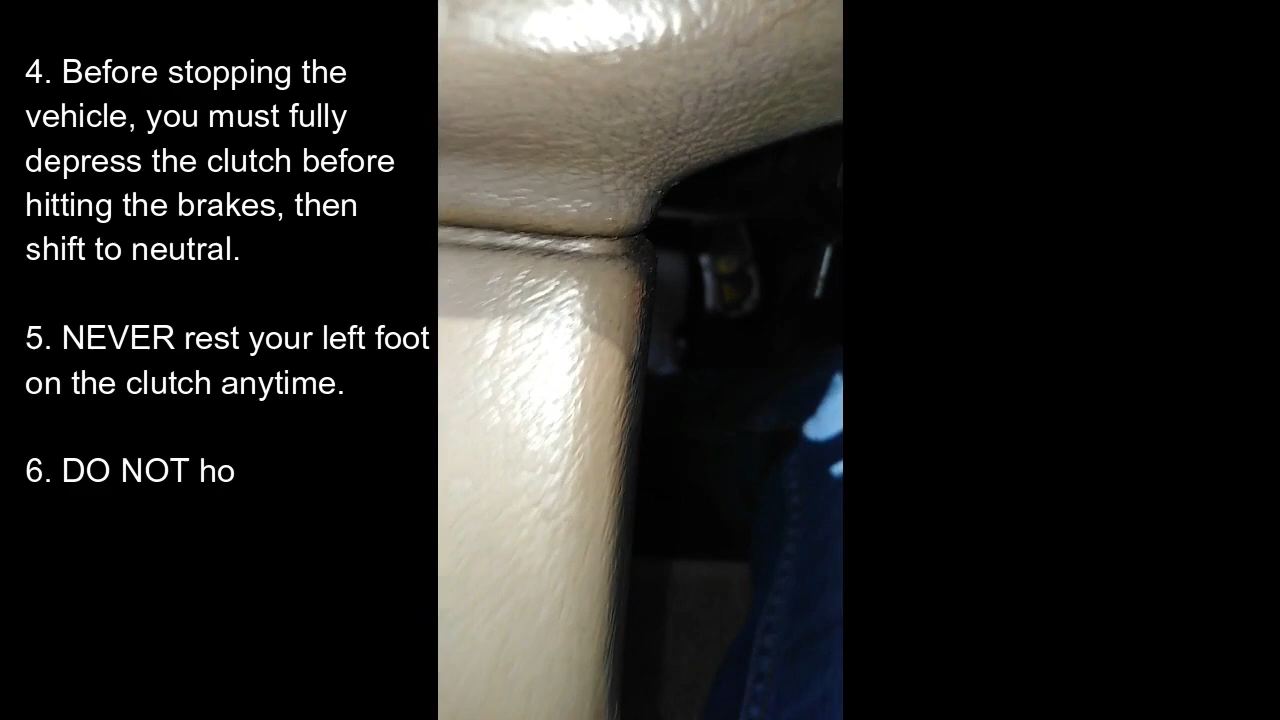 4. Before stopping the
vehicle, you must fully
depress the clutch before
hitting the brakes, then
shift to neutral.
5. NEVER rest your left foot
on the clutch anytime.
6. DO NOT ho